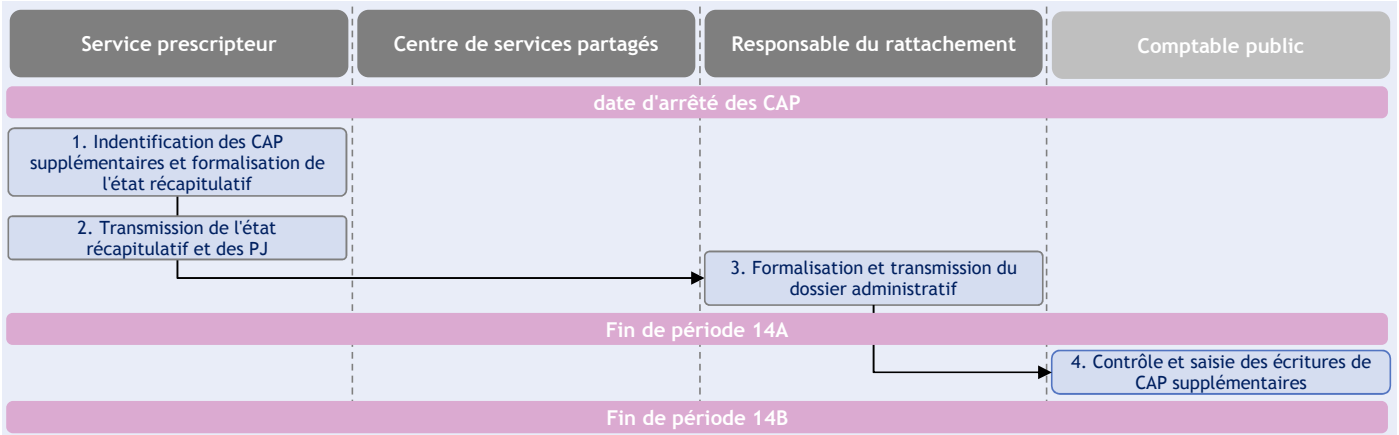 Service prescripteur
Centre de services partagés
Responsable du rattachement
Comptable public
date d'arrêté des CAP
1. Indentification des CAP
supplémentaires et formalisation de
l'état récapitulatif
2. Transmission de l'état
récapitulatif et des PJ
3. Formalisation et transmission du
dossier administratif
Fin de période 14A
4. Contrôle et saisie des écritures de
CAP supplémentaires
Fin de période 14B